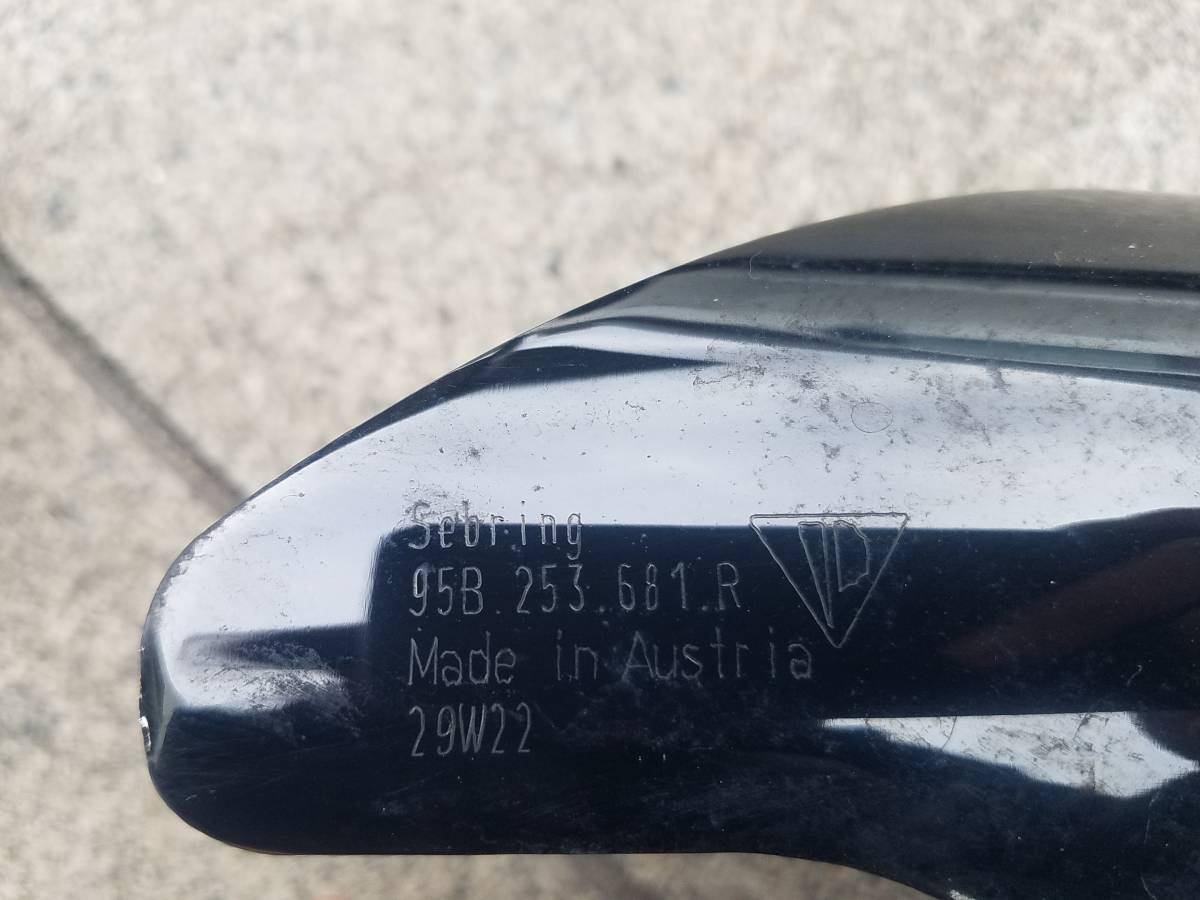 Sebring
95B.253.681.R
Made in Austria
29W22